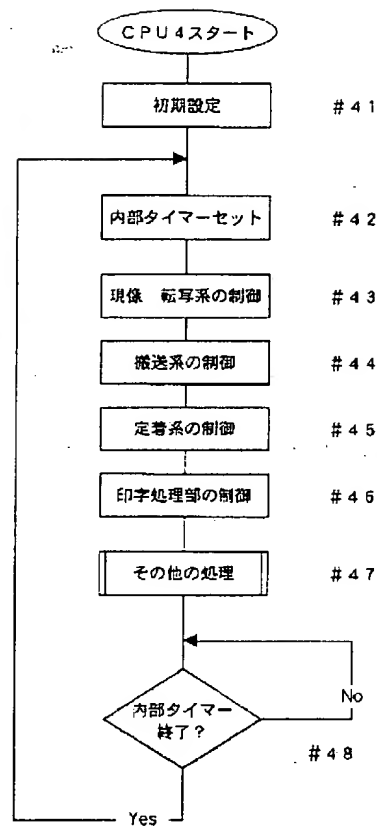 CPU4スタート
初期設定 #41
内部タイマーセット #42
現像 転写系の制御 #43
搬送系の制御 #44
定着系の制御 #45
印字処理部の制御 #46
その他の処理 #47
No
内部タイマー
終了?
#48
Yes